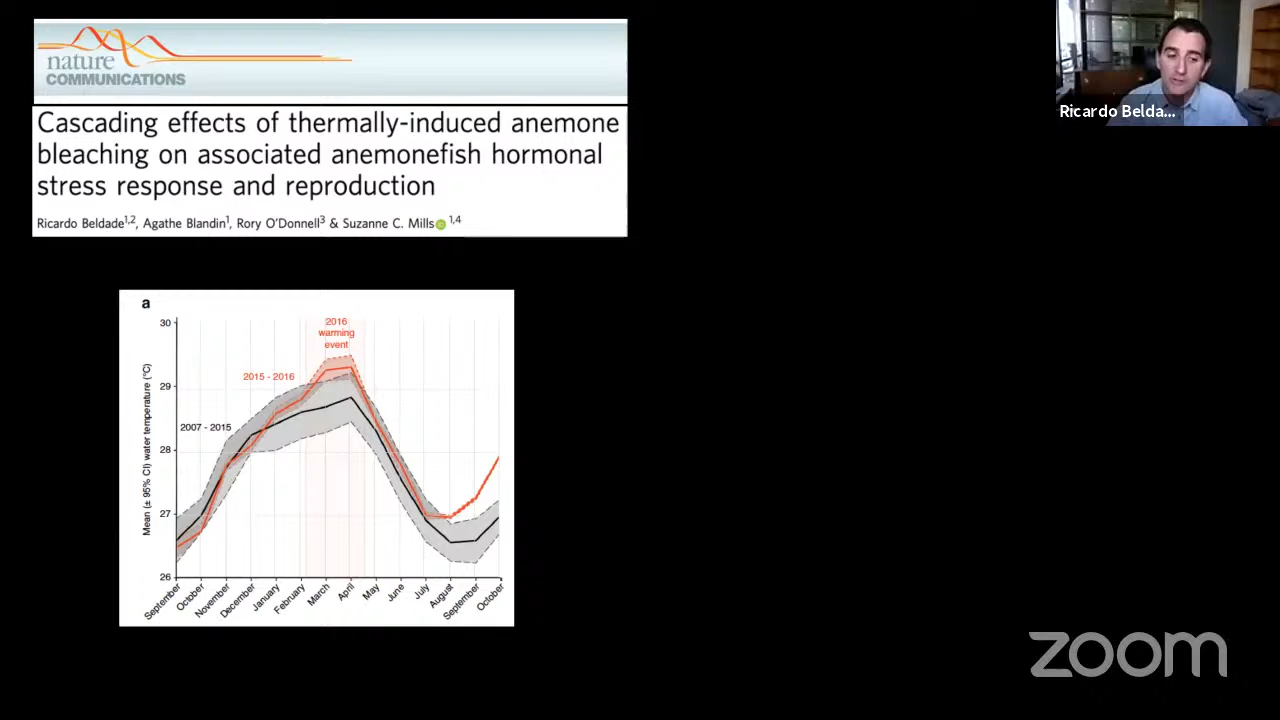 nature
COMMUNICATIONS
Cascading effects of thermally-induced anemone
bleaching on associated anemonefish hormonal
stress response and reproduction
Ricardo Beldade1,2, Agathe Blandin1, Rory O'Donnell3 & Suzanne C. Mills 1,4
Ricardo Belda...
a
Mean (± 95% CI) water temperature (°C)
30
29
28
27
26
2016
warming
event
2015 - 2016
2007 - 2015
September
October
November
December
January
February
March
April
May
June
July
August
September
October
zoom